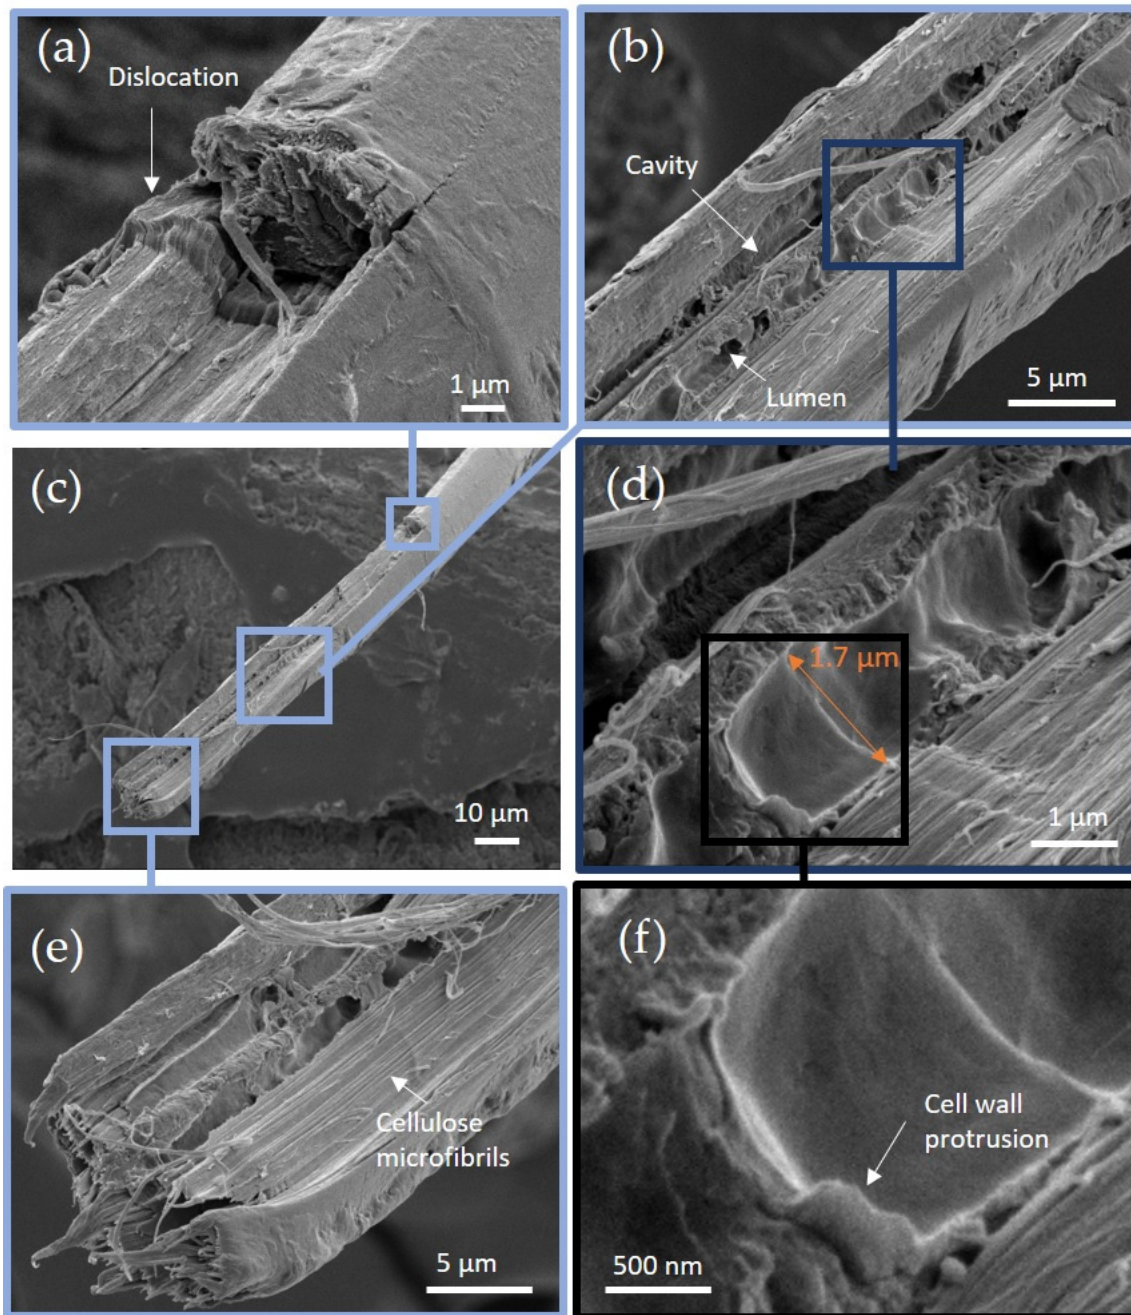 (a)
Dislocation
1 µm
(b)
Cavity
Lumen
5 µm
(c)
10 µm
(d)
1.7 µm
1 µm
(e)
Cellulose
microfibrils
5 µm
(f)
Cell wall
protrusion
500 nm